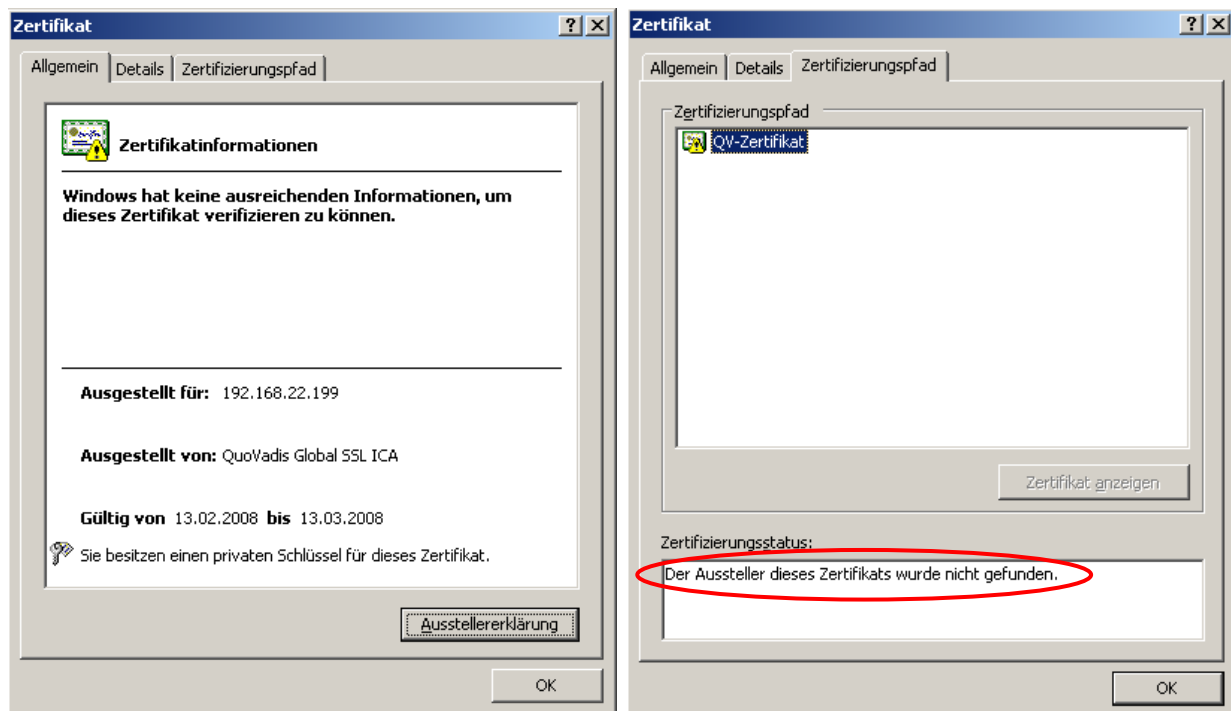 Zertifikat
Allgemein Details Zertifizierungspfad
Zertifikatinformationen
Windows hat keine ausreichenden Informationen, um
dieses Zertifikat verifizieren zu können.
Ausgestellt für: 192.168.22.199
Ausgestellt von: QuoVadis Global SSL ICA
Gültig von 13.02.2008 bis 13.03.2008
Sie besitzen einen privaten Schlüssel für dieses Zertifikat.
Ausstellererklärung
OK
Zertifikat
Allgemein Details Zertifizierungspfad
Zertifizierungspfad
QV-Zertifikat
Zertifikat anzeigen
Zertifizierungsstatus:
Der Aussteller dieses Zertifikats wurde nicht gefunden.
OK